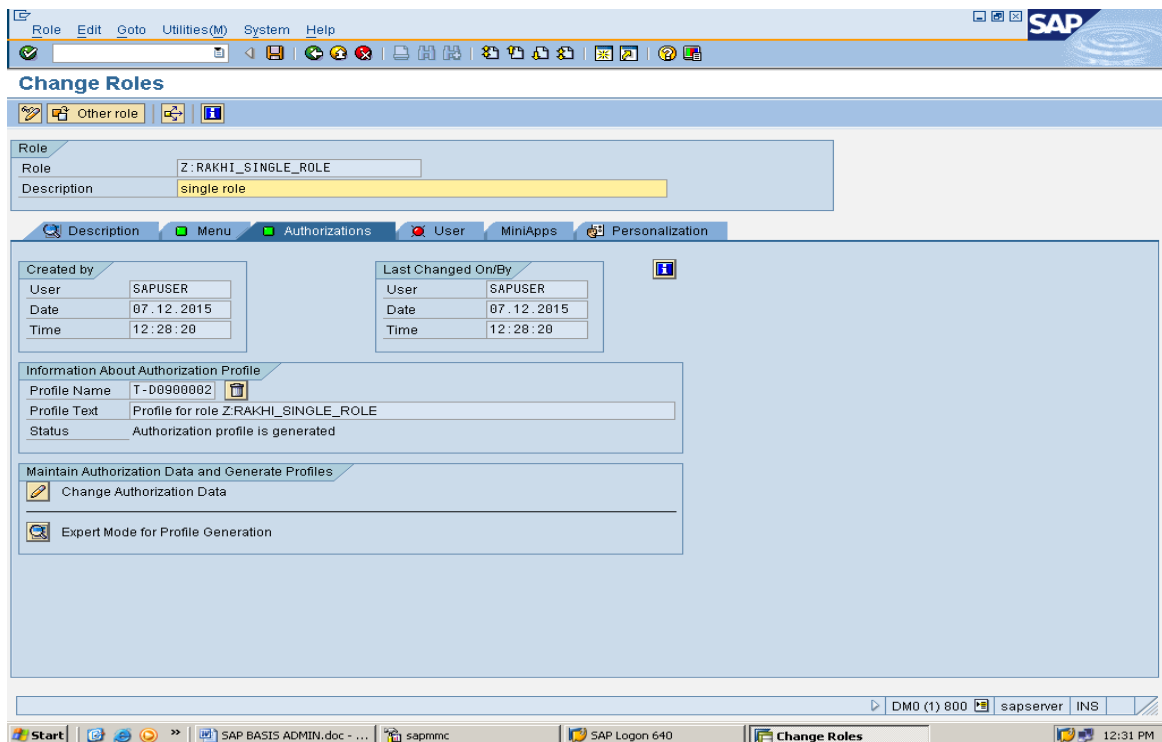 Role Edit Goto Utilities(M) System Help
SAP
Change Roles
Other role
Role
Role Z:RAKHI_SINGLE_ROLE
Description single role
Description Menu Authorizations User MiniApps Personalization
Created by Last Changed On/By
User SAPUSER User SAPUSER
Date 07.12.2015 Date 07.12.2015
Time 12:28:20 Time 12:28:20
Information About Authorization Profile
Profile Name T-D0900002
Profile Text Profile for role Z:RAKHI_SINGLE_ROLE
Status Authorization profile is generated
Maintain Authorization Data and Generate Profiles
Change Authorization Data
Expert Mode for Profile Generation
DM0 (1) 800 sapserver INS
Start » SAP BASIS ADMIN.doc - ... sapmmc SAP Logon 640 Change Roles 12:31 PM